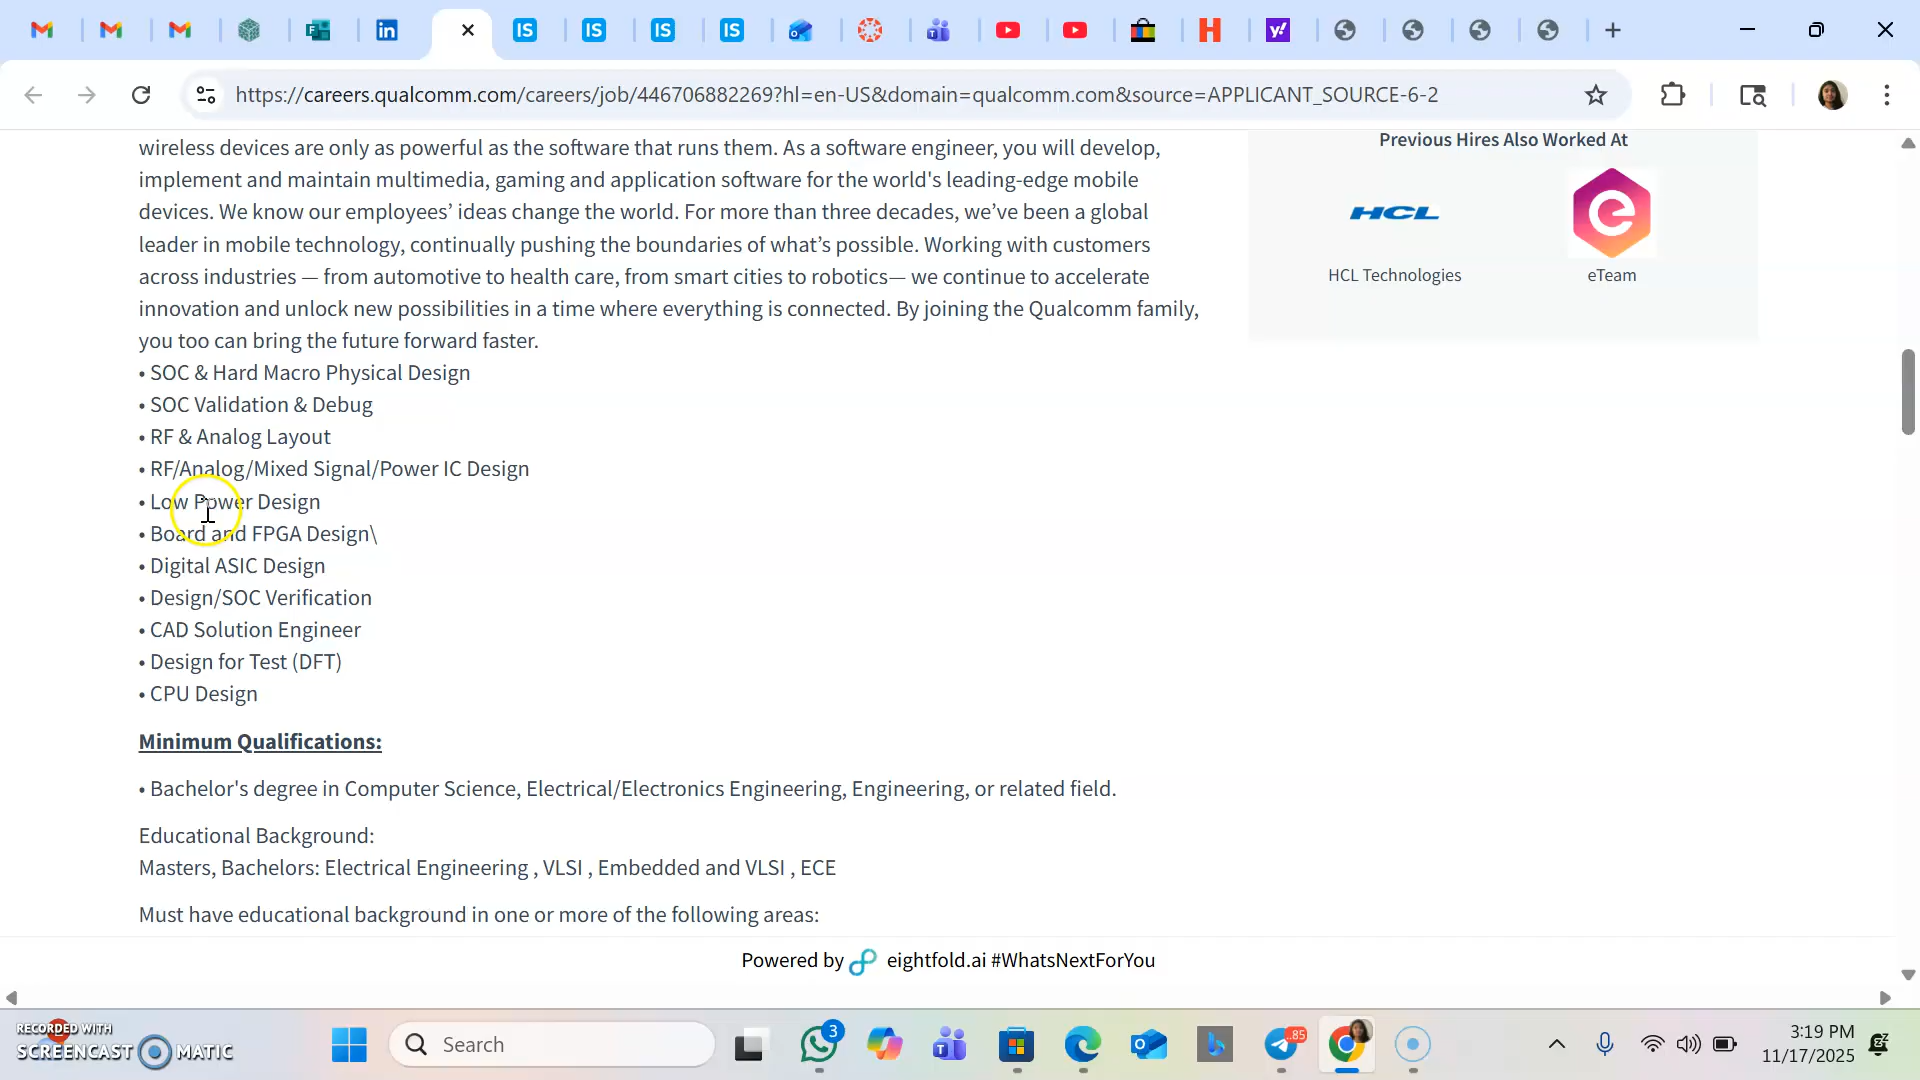 https://careers.qualcomm.com/careers/job/446706882269?hl=en-US&domain=qualcomm.com&source=APPLICANT_SOURCE-6-2
wireless devices are only as powerful as the software that runs them. As a software engineer, you will develop,
implement and maintain multimedia, gaming and application software for the world's leading-edge mobile
devices. We know our employees’ ideas change the world. For more than three decades, we’ve been a global
leader in mobile technology, continually pushing the boundaries of what’s possible. Working with customers
across industries — from automotive to health care, from smart cities to robotics— we continue to accelerate
innovation and unlock new possibilities in a time where everything is connected. By joining the Qualcomm family,
you too can bring the future forward faster.
• SOC & Hard Macro Physical Design
• SOC Validation & Debug
• RF & Analog Layout
• RF/Analog/Mixed Signal/Power IC Design
• Low Power Design
• Board and FPGA Design\
• Digital ASIC Design
• Design/SOC Verification
• CAD Solution Engineer
• Design for Test (DFT)
• CPU Design
Minimum Qualifications:
• Bachelor's degree in Computer Science, Electrical/Electronics Engineering, Engineering, or related field.
Educational Background:
Masters, Bachelors: Electrical Engineering , VLSI , Embedded and VLSI , ECE
Must have educational background in one or more of the following areas:
Previous Hires Also Worked At
HCL
HCL Technologies
eTeam
Powered by eightfold.ai #WhatsNextForYou
RECORDED WITH
SCREENCAST MATIC
Search
3
85
3:19 PM
11/17/2025